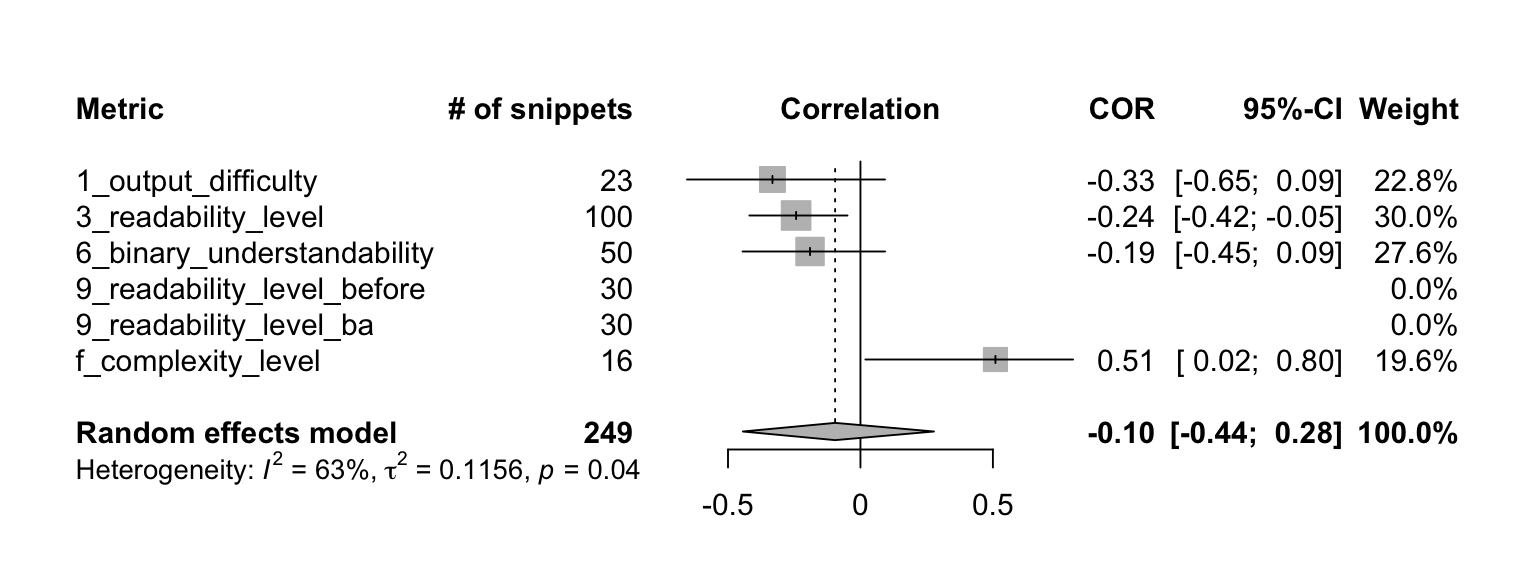 Metric # of snippets Correlation COR 95%-CI Weight
1_output_difficulty 23 -0.33 [-0.65; 0.09] 22.8%
3_readability_level 100 -0.24 [-0.42; -0.05] 30.0%
6_binary_understandability 50 -0.19 [-0.45; 0.09] 27.6%
9_readability_level_before 30 0.0%
9_readability_level_ba 30 0.0%
f_complexity_level 16 0.51 [ 0.02; 0.80] 19.6%
Random effects model 249 -0.10 [-0.44; 0.28] 100.0%
Heterogeneity: I² = 63%, τ² = 0.1156, p = 0.04
-0.5 0 0.5